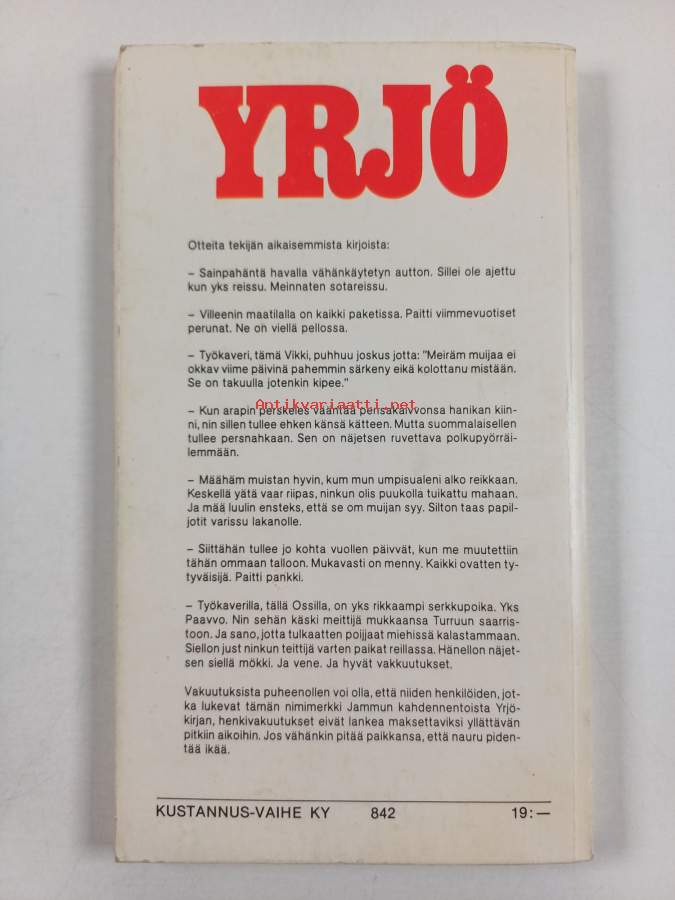 YRJÖ
Otteita tekijän aikaisemmista kirjoista:
– Sainpahäntä havalla vähänkäytetyn autton. Sillei ole ajettu
kun yks reissu. Meinnaten sotareissu.
– Villeenin maatilalla on kaikki paketissa. Paitti viimmevuotiset
perunat. Ne on viellä pellossa.
– Työkaveri, tämä Vikki, puhhuu joskus jotta: "Meiräm muijaa ei
okkav viime päivinä pahemmin särkeny eikä kolottanu mistään.
Se on takuulla jotenkin kipee."
Antikvariaatti.net
– Kun arapin perskeles vääntää pensakaivvonsa hanikan kiin-
ni, nin sillen tullee ehken känsä kätteen. Mutta suommalaisellen
tullee persnahkaan. Sen on näjetsen ruvettava polkupyörräi-
lemmään.
– Määhäm muistan hyvin, kum mun umpisualeni alko reikkaan.
Keskellä yätä vaar riipas, ninkun olis puukolla tuikattu mahaan.
Ja mää luulin ensteks, että se om muijan syy. Silton taas papil-
jotit varissu lakanolle.
– Siittähän tullee jo kohta vuollen päivvät, kun me muutettiin
tähän ommaan talloon. Mukavasti on menny. Kaikki ovatten ty-
tyväisijä. Paitti pankki.
– Työkaverilla, tällä Ossilla, on yks rikkaampi serkkupoika. Yks
Paavvo. Nin sehän käski meittijä mukkaansa Turruun saarris-
toon. Ja sano, jotta tulkaatten poijjaat miehissä kalastammaan.
Siellon just ninkun teittijä varten paikat reillassa. Hänellon näjet-
sen siellä mökki. Ja vene. Ja hyvät vakkuutukset.
Vakuutuksista puheenollen voi olla, että niiden henkilöiden, jot-
ka lukevat tämän nimimerkki Jammun kahdennentoista Yrjö-
kirjan, henkivakuutukset eivät lankea maksettaviksi yllättävän
pitkiin aikoihin. Jos vähänkin pitää paikkansa, että nauru piden-
tää ikää.
KUSTANNUS-VAIHE KY 842 19:—